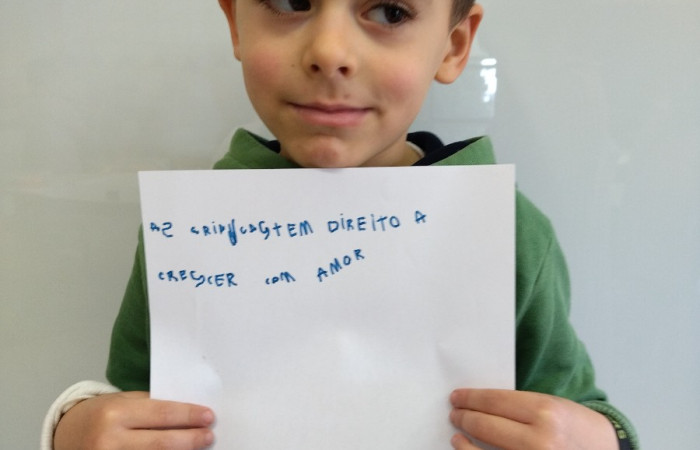 AS CRIANÇAS TEM DIREITO A
CRESCER COM AMOR